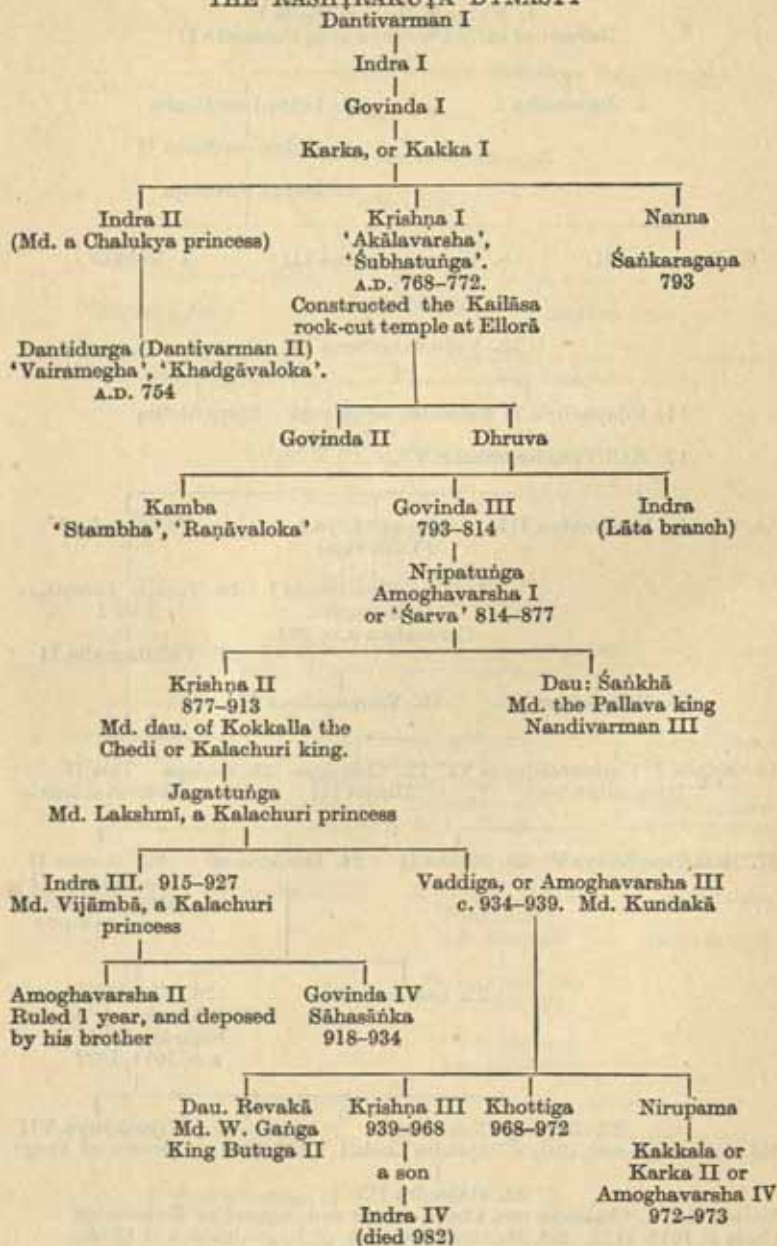 THE RĀSHṬRAKŪṬA DYNASTY
Dantivarman I
Indra I
Govinda I
Karka, or Kakka I
Indra II
(Md. a Chalukya princess)
Kṛishṇa I
'Akālavarsha',
'Śubhatuṅga'.
A.D. 768–772.
Constructed the Kailāsa
rock-cut temple at Ellorā
Nanna
Śaṅkaragaṇa
793
Dantidurga (Dantivarman II)
'Vairamegha', 'Khadgāvaloka'.
A.D. 754
Govinda II
Dhruva
Kamba
'Stambha', 'Raṇāvaloka'
Govinda III
793–814
Indra
(Lāta branch)
Nṛipatuṅga
Amoghavarsha I
or 'Śarva' 814–877
Kṛishṇa II
877–913
Md. dau. of Kokkalla the
Chedi or Kalachuri king.
Dau: Śaṅkhā
Md. the Pallava king
Nandivarman III
Jagattuṅga
Md. Lakshmī, a Kalachuri princess
Indra III. 915–927
Md. Vijāmbā, a Kalachuri
princess
Vaddiga, or Amoghavarsha III
c. 934–939. Md. Kundakā
Amoghavarsha II
Ruled 1 year, and deposed
by his brother
Govinda IV
Sāhasāṅka
918–934
Dau. Revakā
Md. W. Gaṅga
King Butuga II
Kṛishṇa III
939–968
a son
Indra IV
(died 982)
Khottiga
968–972
Nirupama
Kakkala or
Karka II or
Amoghavarsha IV
972–973